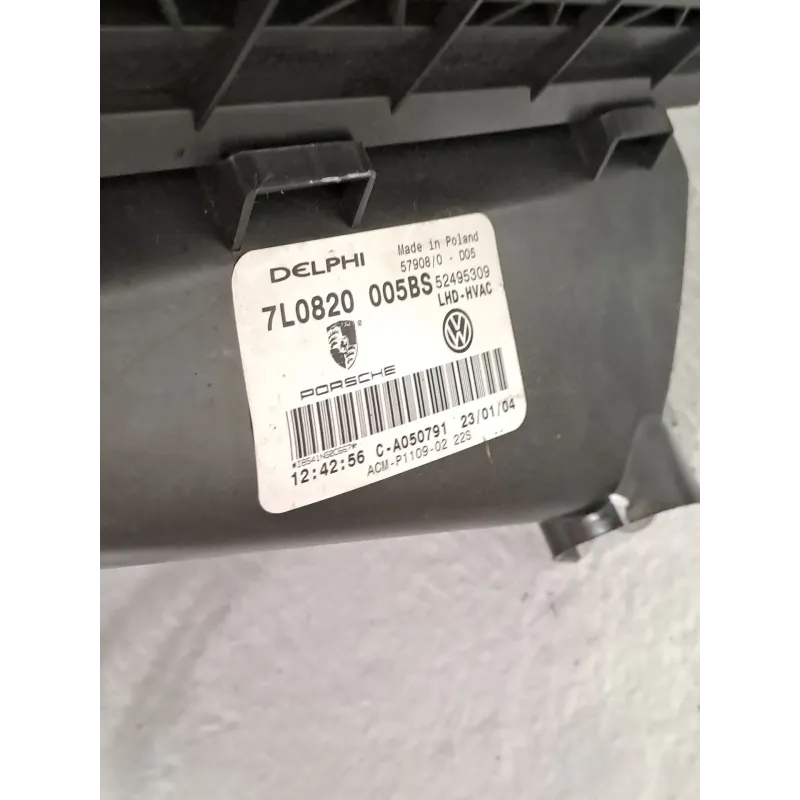 DELPHI
Made in Poland
57908/0 - D05
7L0820 005BS
52495309
LHD-HVAC
PORSCHE
12:42:56 C-A050791 23/01/04
ACM-P1109-02 22S